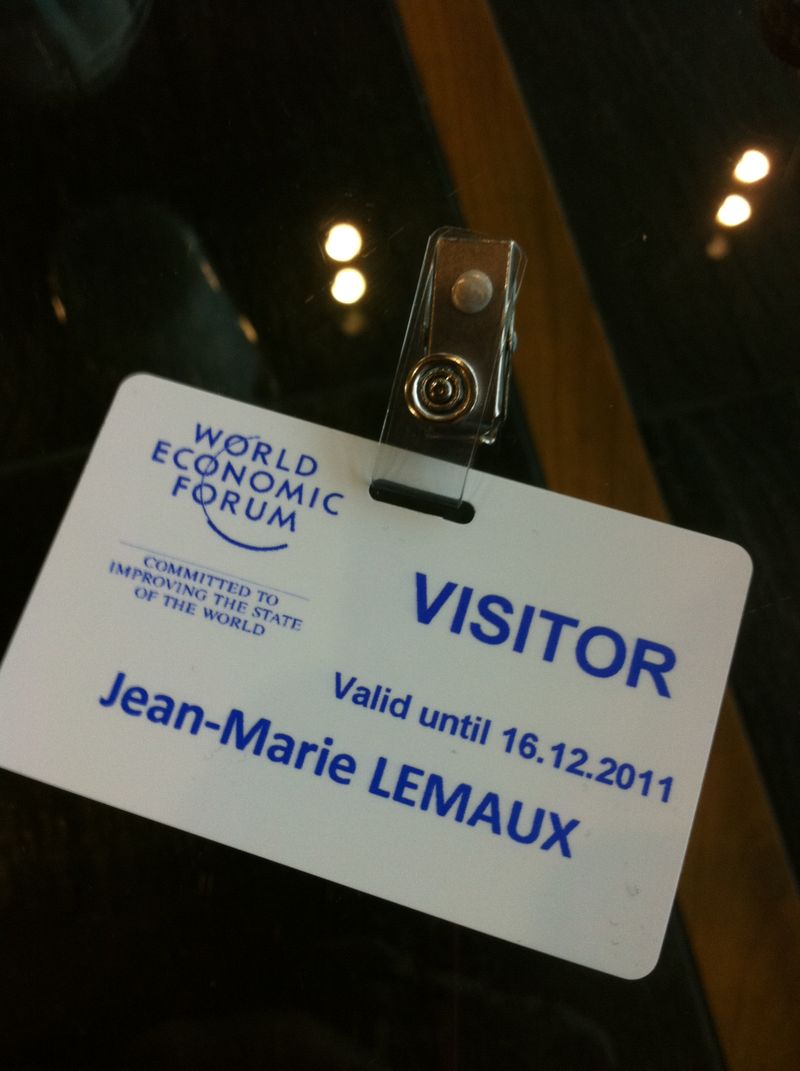 WORLD
ECONOMIC
FORUM
COMMITTED TO
IMPROVING THE STATE
OF THE WORLD
VISITOR
Valid until 16.12.2011
Jean-Marie LEMAUX